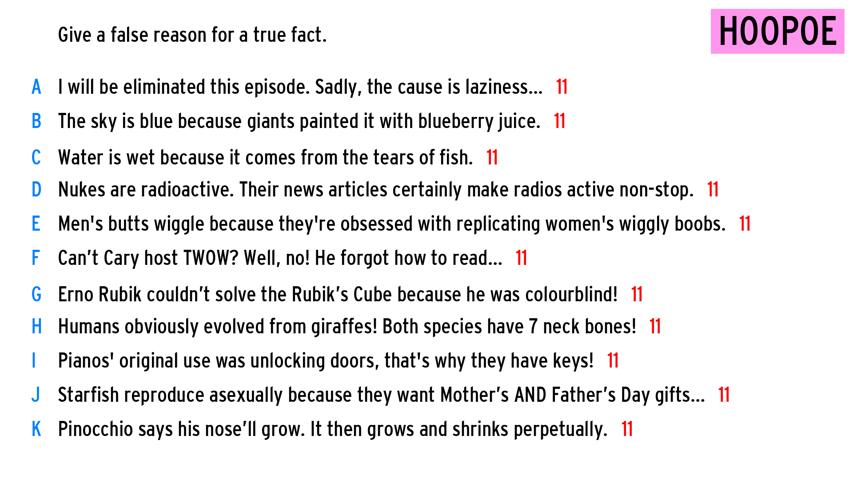 Give a false reason for a true fact.
HOOPOE
A I will be eliminated this episode. Sadly, the cause is laziness... 11
B The sky is blue because giants painted it with blueberry juice. 11
C Water is wet because it comes from the tears of fish. 11
D Nukes are radioactive. Their news articles certainly make radios active non-stop. 11
E Men's butts wiggle because they're obsessed with replicating women's wiggly boobs. 11
F Can’t Cary host TWOW? Well, no! He forgot how to read... 11
G Erno Rubik couldn’t solve the Rubik’s Cube because he was colourblind! 11
H Humans obviously evolved from giraffes! Both species have 7 neck bones! 11
I Pianos' original use was unlocking doors, that's why they have keys! 11
J Starfish reproduce asexually because they want Mother’s AND Father’s Day gifts... 11
K Pinocchio says his nose’ll grow. It then grows and shrinks perpetually. 11